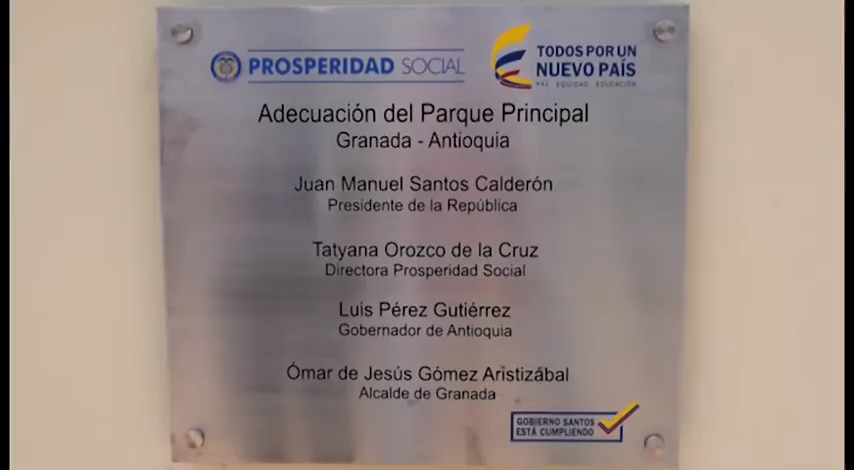 PROSPERIDAD SOCIAL
TODOS POR UN
NUEVO PAÍS
PAZ EQUIDAD EDUCACIÓN
Adecuación del Parque Principal
Granada - Antioquia
Juan Manuel Santos Calderón
Presidente de la República
Tatyana Orozco de la Cruz
Directora Prosperidad Social
Luis Pérez Gutiérrez
Gobernador de Antioquia
Ómar de Jesús Gómez Aristizábal
Alcalde de Granada
GOBIERNO SANTOS
ESTÁ CUMPLIENDO